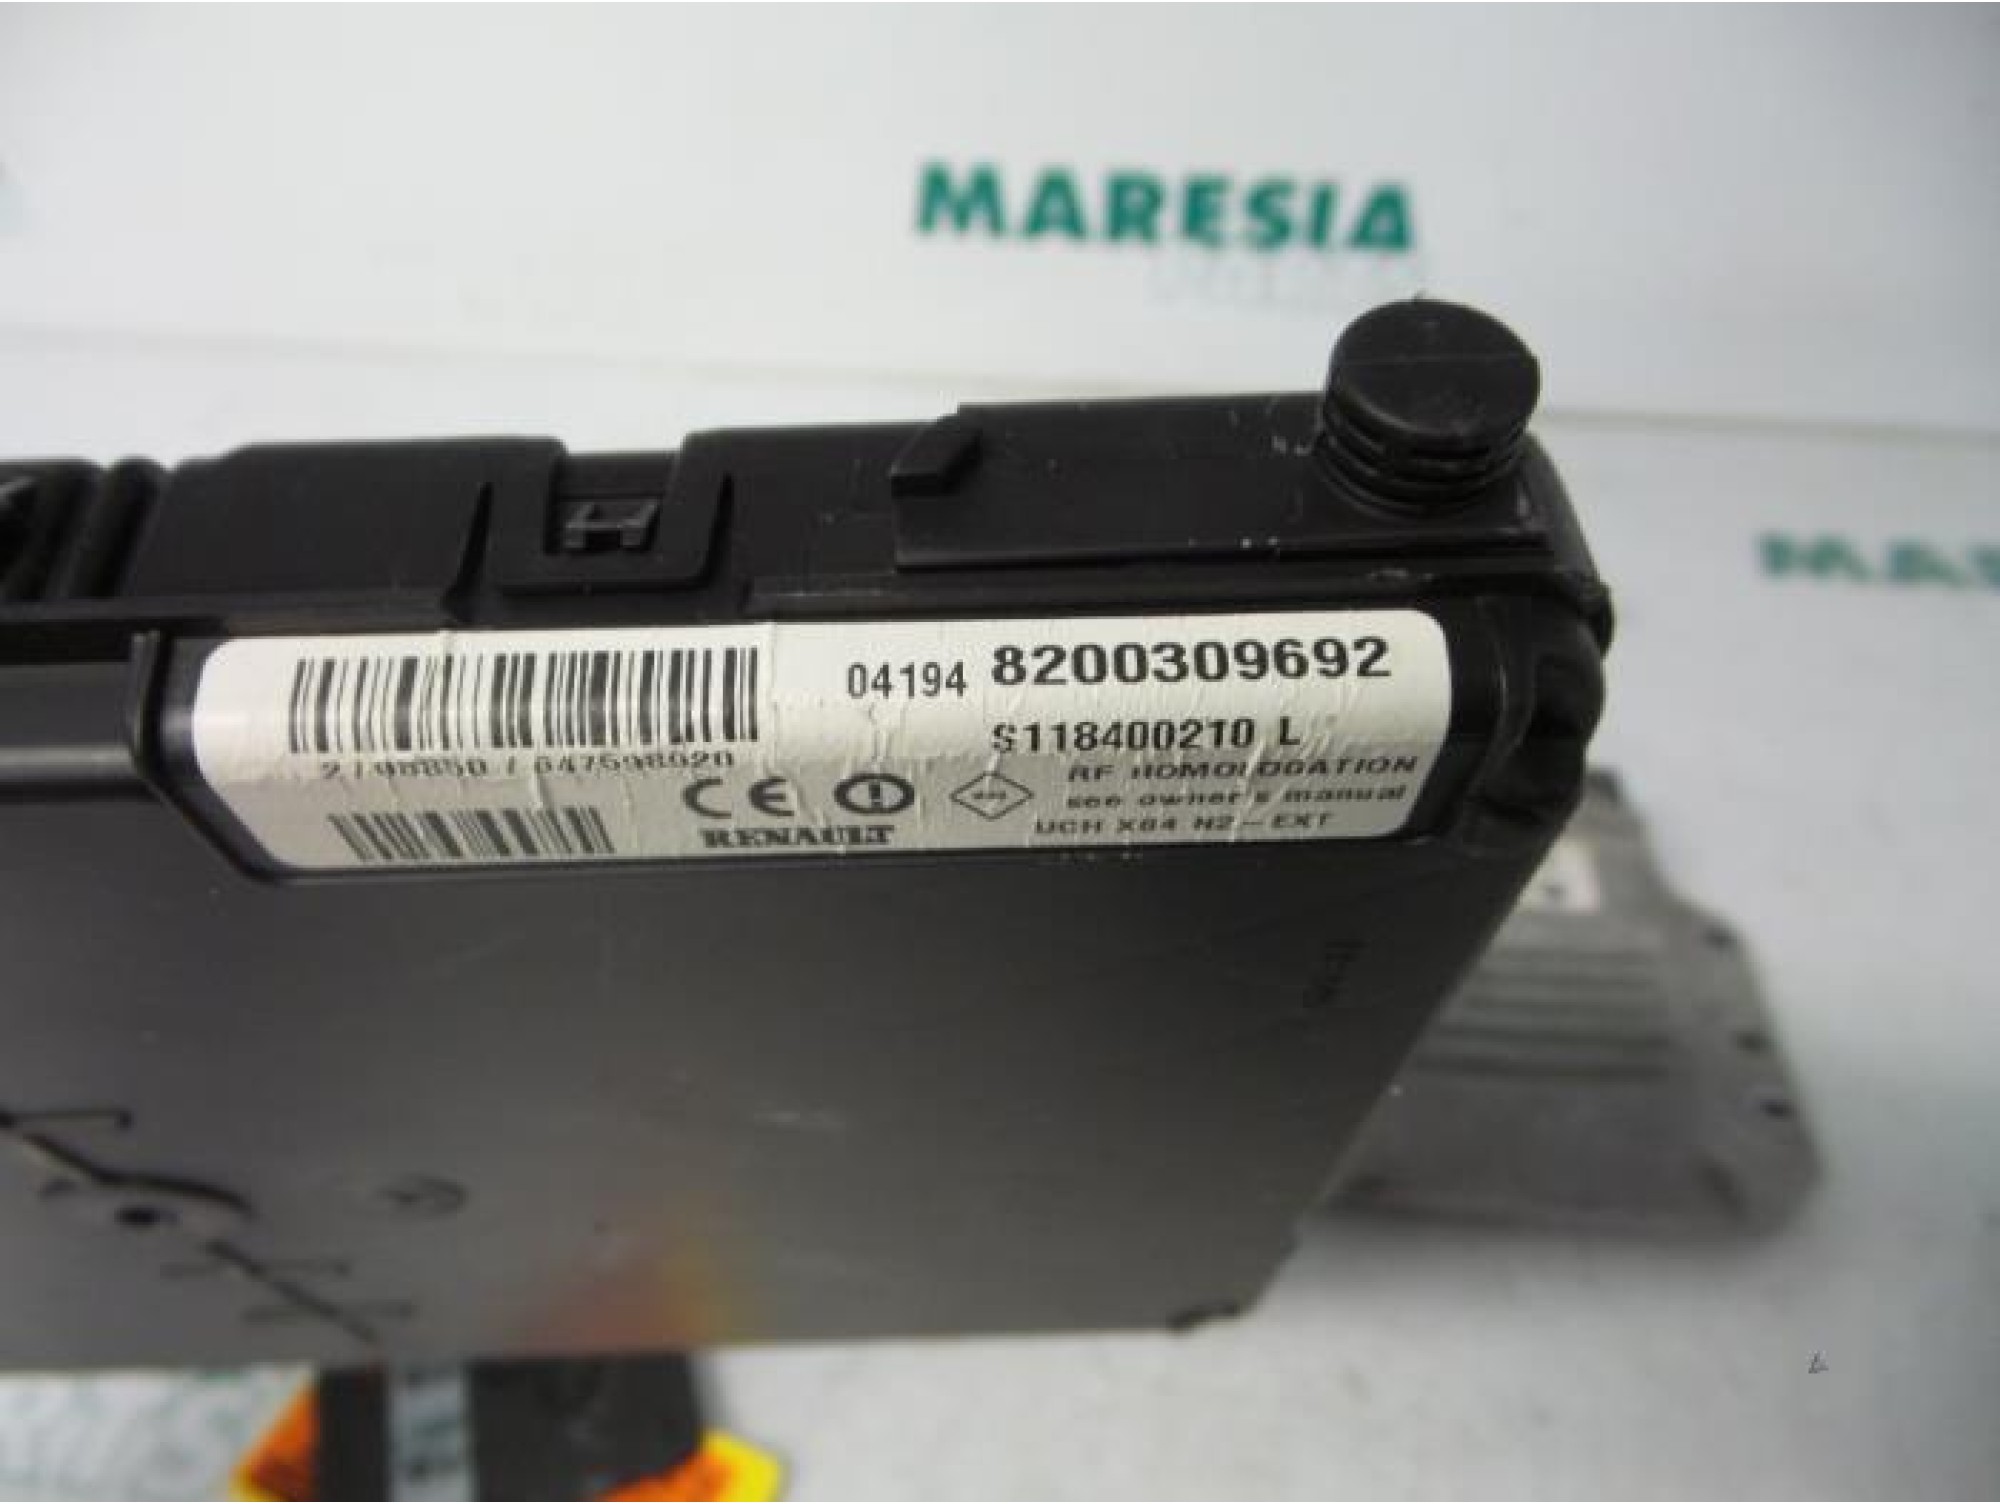 MARESIA
04194 8200309692
S118400210 L
RF HOMOLOGATION
see owner's manual
UCH X84 N2-EXT
RENAULT